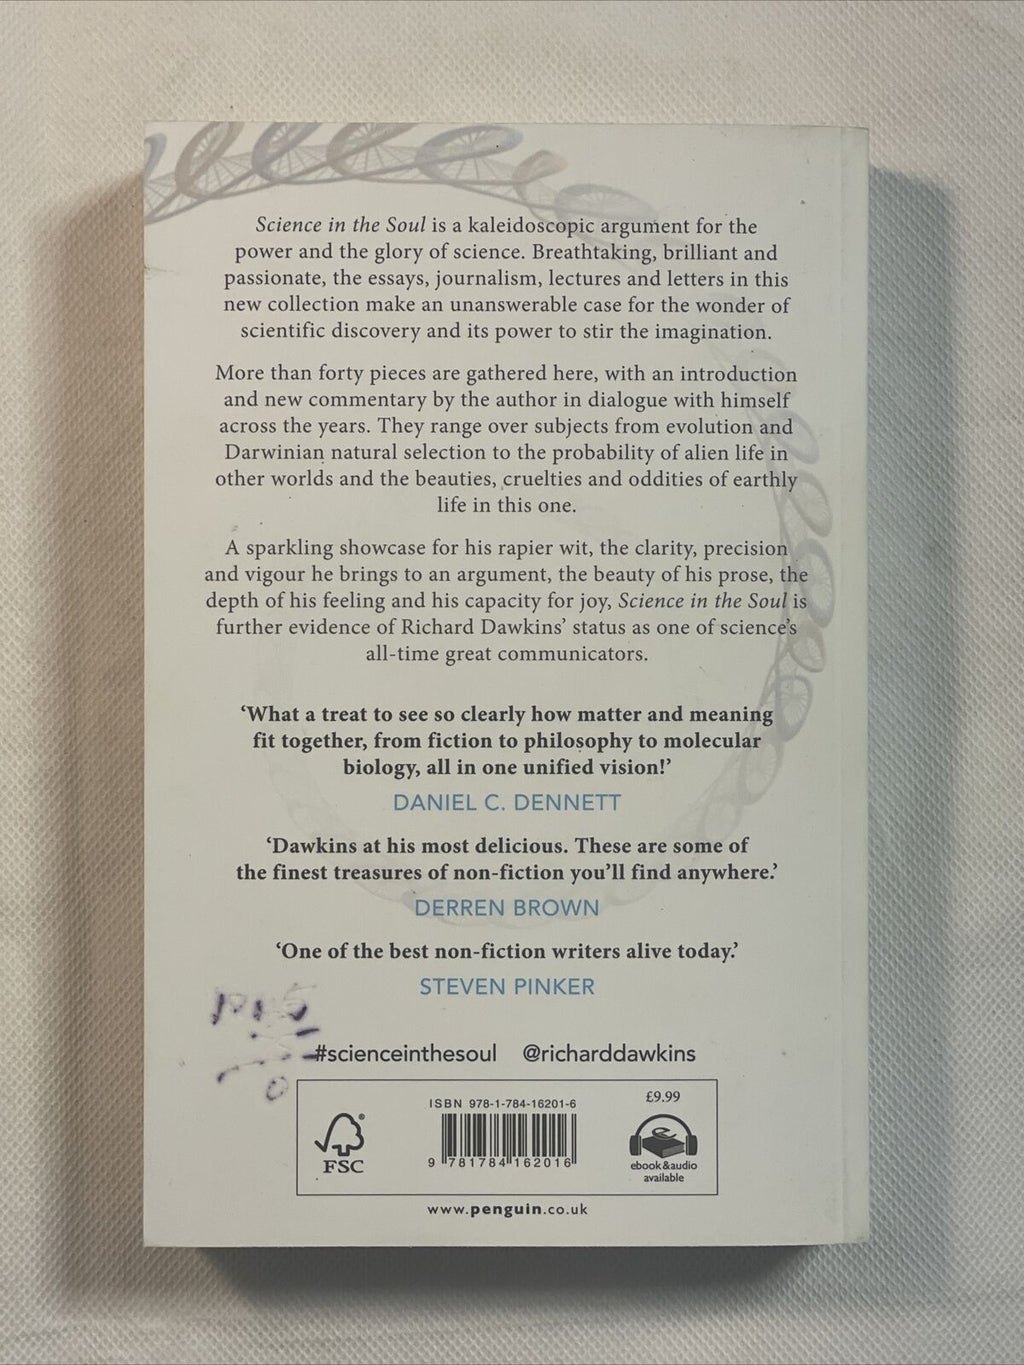 Science in the Soul is a kaleidoscopic argument for the
power and the glory of science. Breathtaking, brilliant and
passionate, the essays, journalism, lectures and letters in this
new collection make an unanswerable case for the wonder of
scientific discovery and its power to stir the imagination.
More than forty pieces are gathered here, with an introduction
and new commentary by the author in dialogue with himself
across the years. They range over subjects from evolution and
Darwinian natural selection to the probability of alien life in
other worlds and the beauties, cruelties and oddities of earthly
life in this one.
A sparkling showcase for his rapier wit, the clarity, precision
and vigour he brings to an argument, the beauty of his prose, the
depth of his feeling and his capacity for joy, Science in the Soul is
further evidence of Richard Dawkins’ status as one of science’s
all-time great communicators.
‘What a treat to see so clearly how matter and meaning
fit together, from fiction to philosophy to molecular
biology, all in one unified vision!’
DANIEL C. DENNETT
‘Dawkins at his most delicious. These are some of
the finest treasures of non-fiction you’ll find anywhere.’
DERREN BROWN
‘One of the best non-fiction writers alive today.’
STEVEN PINKER
#scienceinthesoul @richarddawkins
ISBN 978-1-784-16201-6
£9.99
9 781784 162016
FSC
ebook&audio
available
www.penguin.co.uk